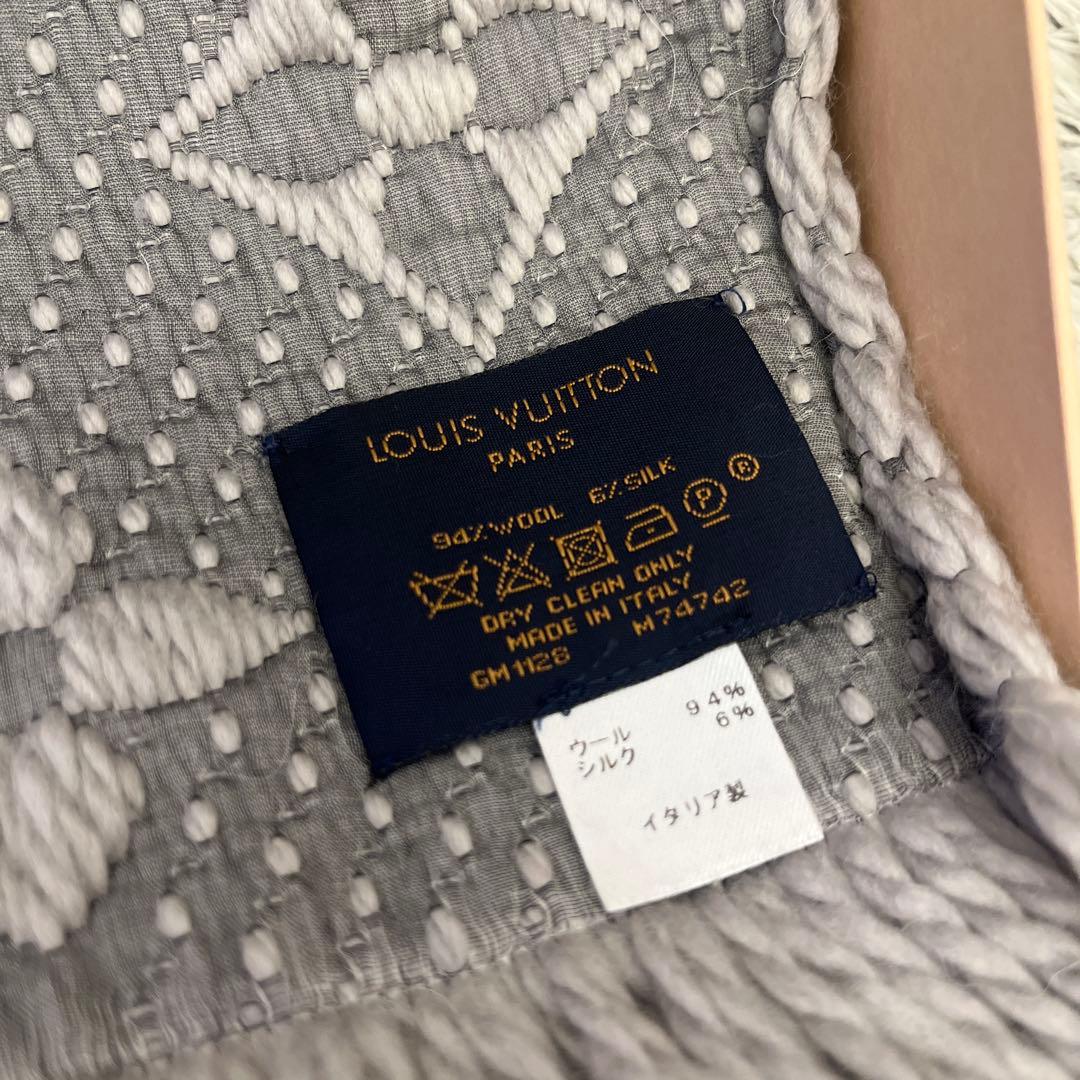 LOUIS VUITTON
PARIS
94%WOOL 6%SILK
P ®
DRY CLEAN ONLY
MADE IN ITALY
GM1128 M74742
ウール 94%
シルク 6%
イタリア製